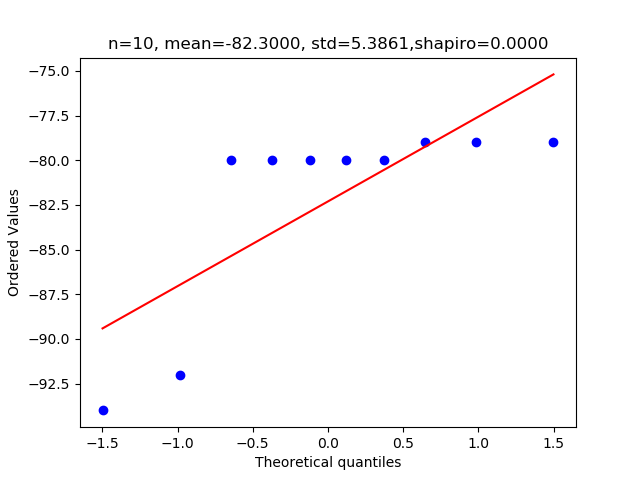 n=10, mean=-82.3000, std=5.3861,shapiro=0.0000
−75.0
−77.5
−80.0
−82.5
−85.0
−87.5
−90.0
−92.5
Ordered Values
−1.5 −1.0 −0.5 0.0 0.5 1.0 1.5
Theoretical quantiles